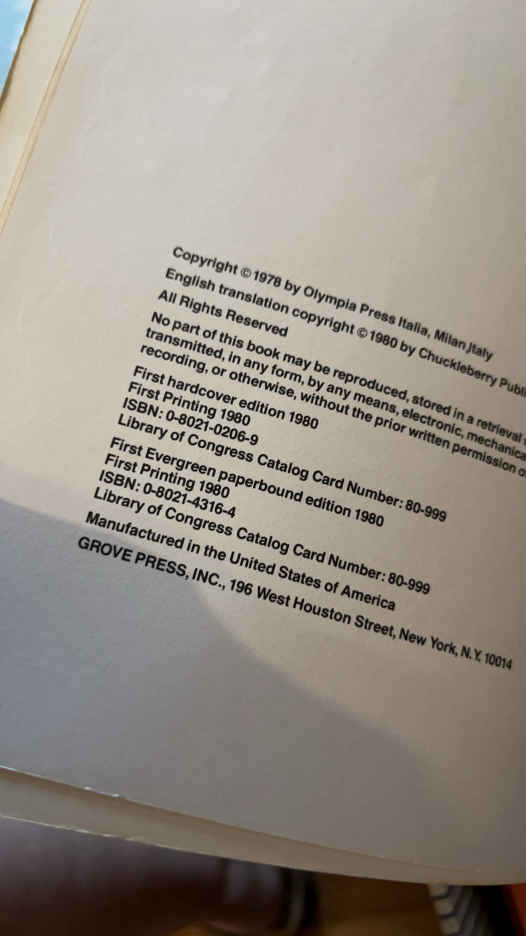 Copyright © 1978 by Olympia Press Italia, Milan,Italy
English translation copyright © 1980 by Chuckleberry
All Rights Reserved
No part of this book may be reproduced, stored in a retrieval
transmitted, in any form, by any means, electronic,
recording, or otherwise, without the prior written permission
First hardcover edition 1980
First Printing 1980
ISBN: 0-8021-0206-9
Library of Congress Catalog Card Number: 80-999
First Evergreen paperbound edition 1980
First Printing 1980
ISBN: 0-8021-4316-4
Library of Congress Catalog Card Number: 80-999
Manufactured in the United States of America
GROVE PRESS, INC., 196 West Houston Street, New York, N.Y. 10014